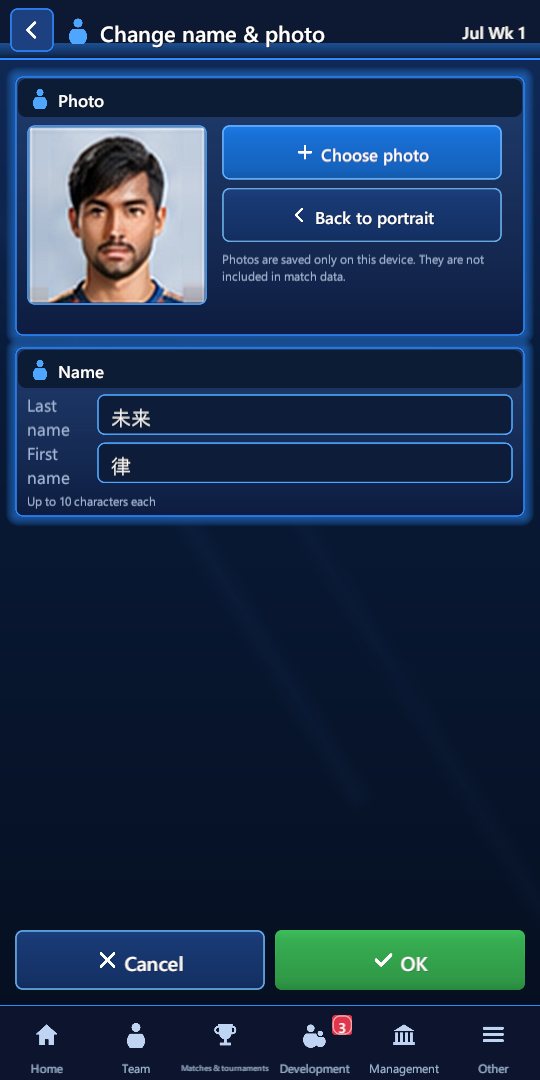 Change name & photo
Jul Wk 1
Photo
Choose photo
Back to portrait
Photos are saved only on this device. They are not
included in match data.
Name
Last
name
未来
First
name
律
Up to 10 characters each
Cancel
OK
3
Home
Team
Matches & tournaments
Development
Management
Other